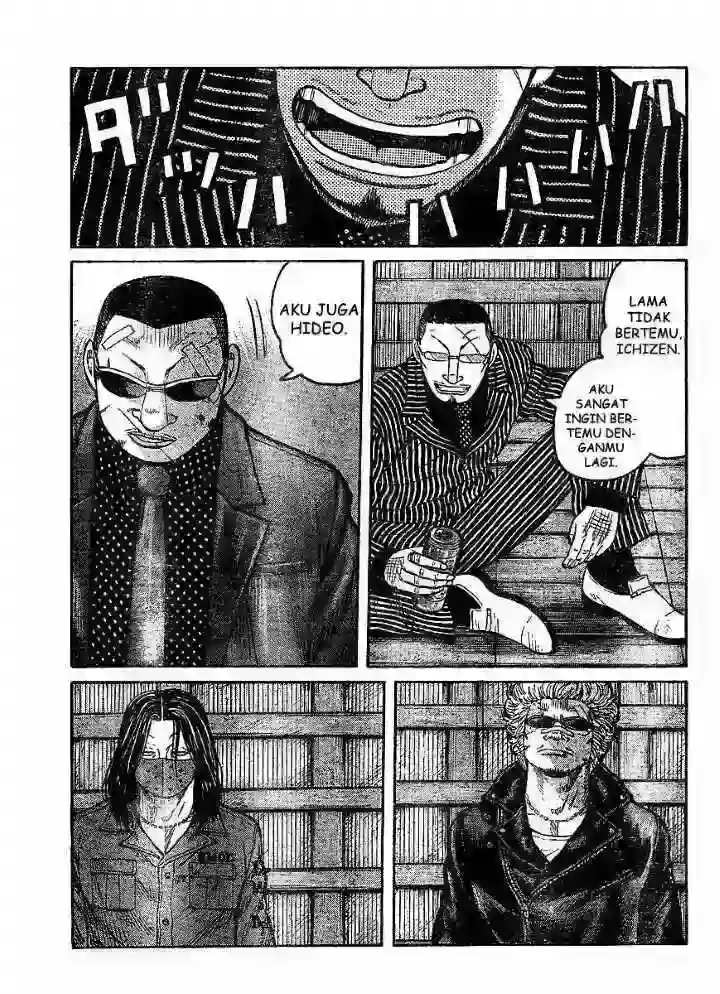 LAMA
TIDAK
BERTEMU,
ICHIZEN.
AKU
SANGAT
INGIN BER-
TEMU DEN-
GANMU
LAGI.
AKU JUGA
HIDEO.